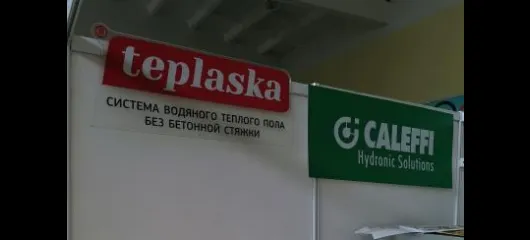 teplaska
СИСТЕМА ВОДЯНОГО ТЕПЛОГО ПОЛА
БЕЗ БЕТОННОЙ СТЯЖКИ
CALEFFI
Hydronic Solutions